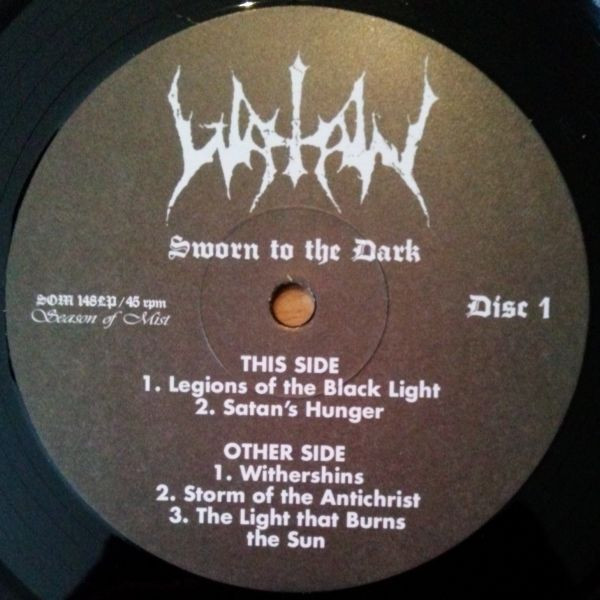 WATAIN
Sworn to the Dark
SOM 148LP/45 rpm
Season of Mist
Disc 1
THIS SIDE
1. Legions of the Black Light
2. Satan's Hunger
OTHER SIDE
1. Withershins
2. Storm of the Antichrist
3. The Light that Burns
the Sun